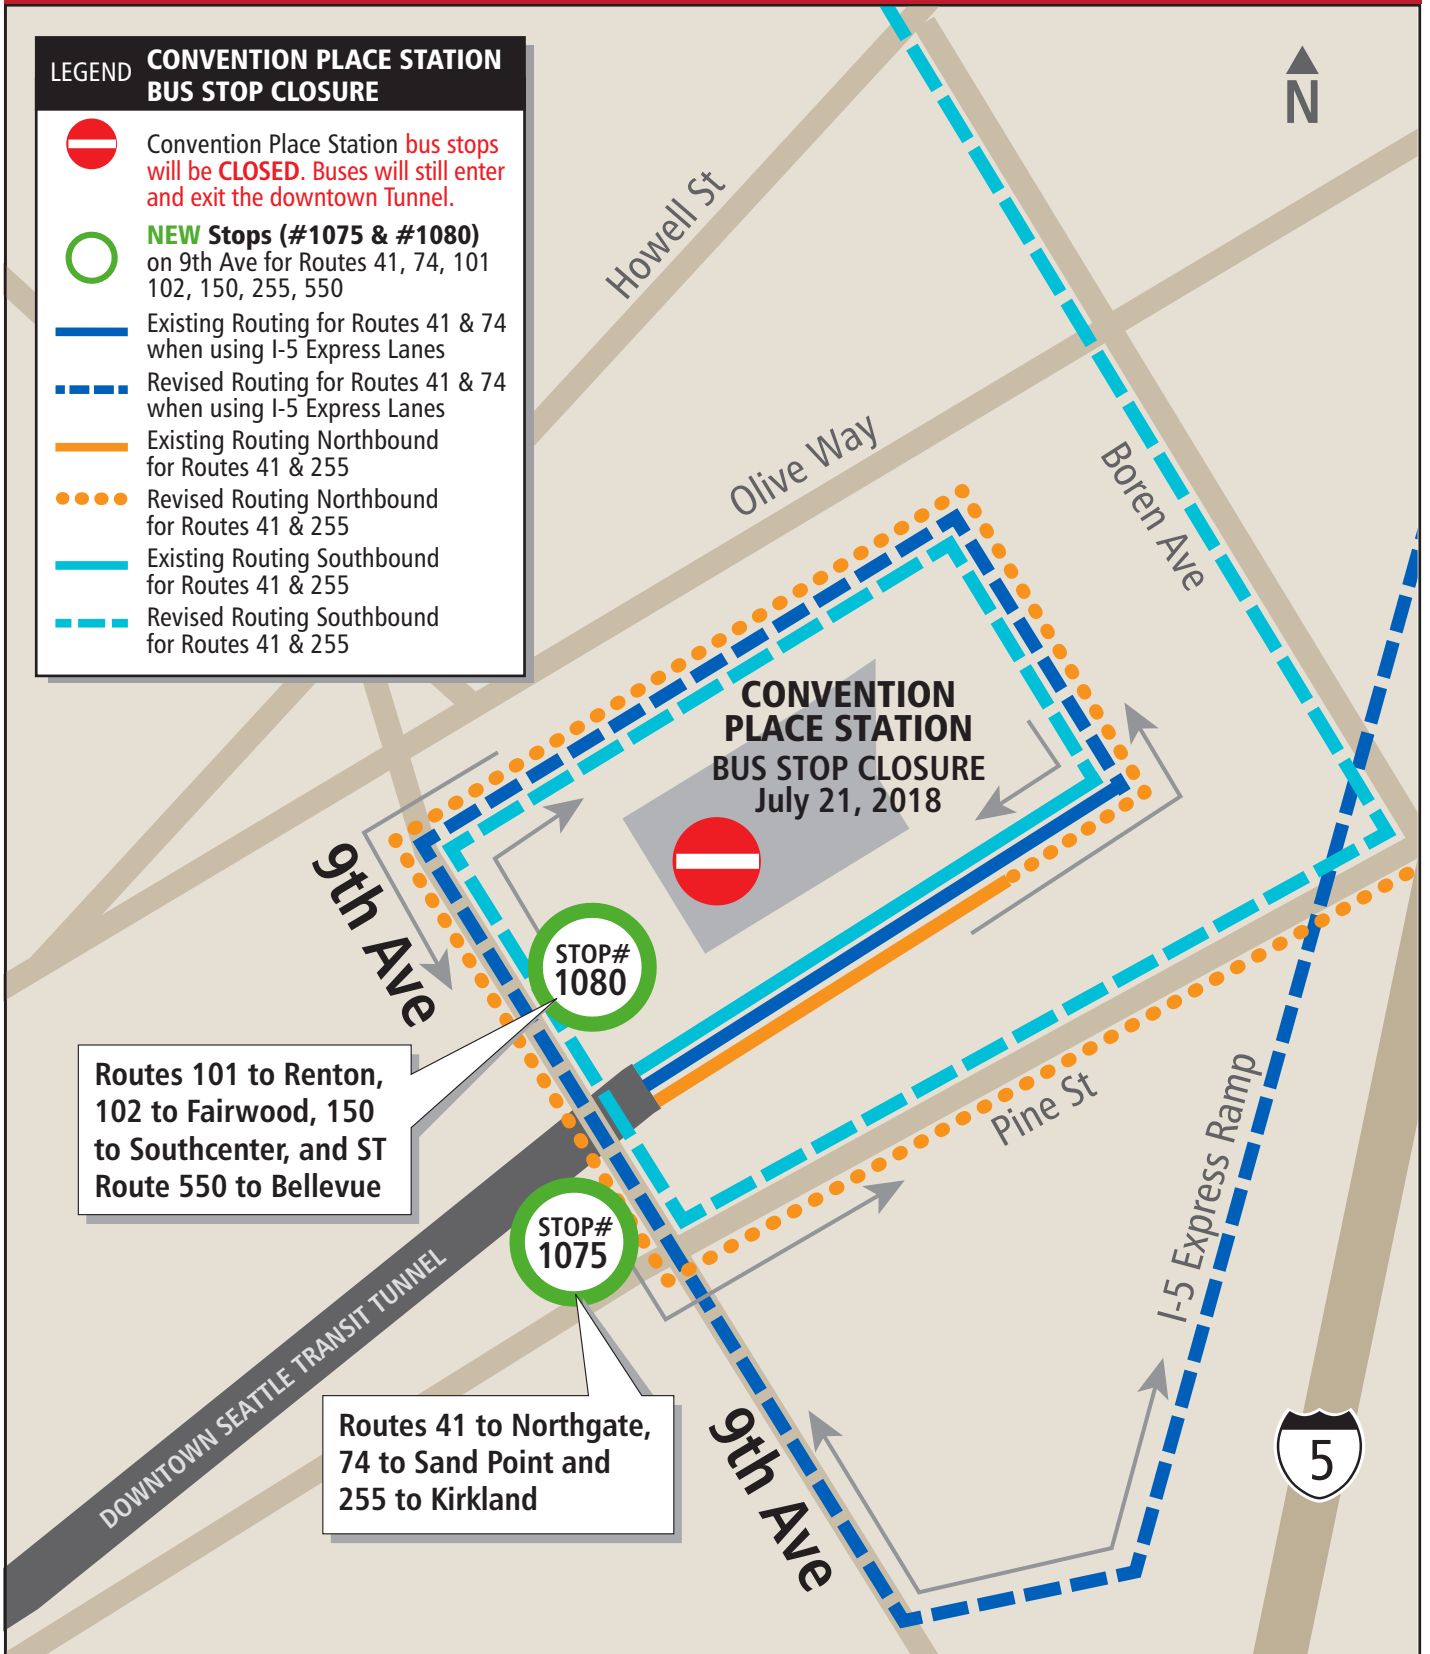 LEGEND
CONVENTION PLACE STATION
BUS STOP CLOSURE
Convention Place Station bus stops
will be CLOSED. Buses will still enter
and exit the downtown Tunnel.
NEW Stops (#1075 & #1080)
on 9th Ave for Routes 41, 74, 101
102, 150, 255, 550
Existing Routing for Routes 41 & 74
when using I-5 Express Lanes
Revised Routing for Routes 41 & 74
when using I-5 Express Lanes
Existing Routing Northbound
for Routes 41 & 255
Revised Routing Northbound
for Routes 41 & 255
Existing Routing Southbound
for Routes 41 & 255
Revised Routing Southbound
for Routes 41 & 255
N
Howell St
Olive Way
Boren Ave
CONVENTION
PLACE STATION
BUS STOP CLOSURE
July 21, 2018
9th Ave
STOP#
1080
Routes 101 to Renton,
102 to Fairwood, 150
to Southcenter, and ST
Route 550 to Bellevue
Pine St
I-5 Express Ramp
STOP#
1075
DOWNTOWN SEATTLE TRANSIT TUNNEL
Routes 41 to Northgate,
74 to Sand Point and
255 to Kirkland
9th Ave
5